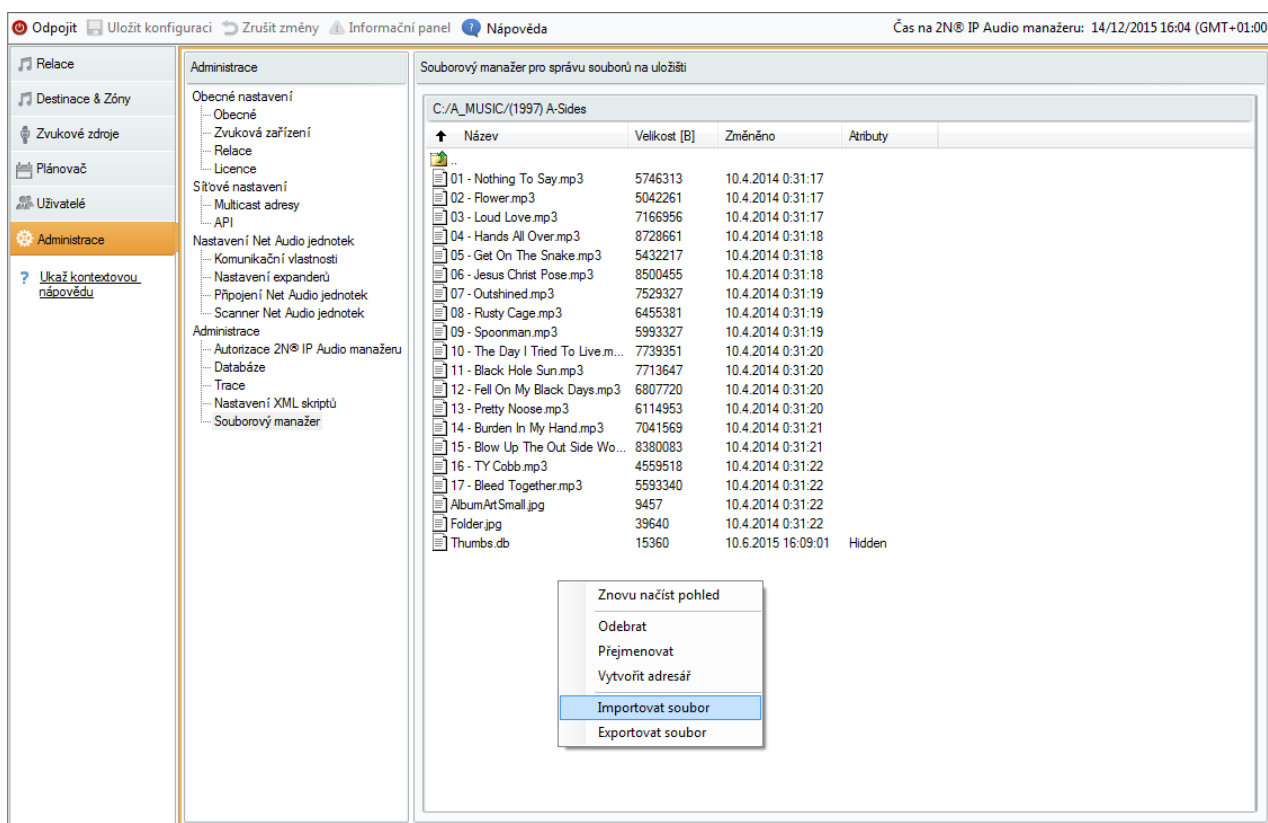 Odpojit Uložit konfiguraci Zrušit změny Informační panel Nápověda Čas na 2N® IP Audio manažeru: 14/12/2015 16:04 (GMT+01:00
Relace
Destinace & Zóny
Zvukové zdroje
Plánovač
Uživatelé
Administrace
? Ukaž kontextovou
nápovědu
Administrace
Obecné nastavení
Obecné
Zvuková zařízení
Relace
Licence
Síťové nastavení
Multicast adresy
API
Nastavení Net Audio jednotek
Komunikační vlastnosti
Nastavení expanderů
Připojení Net Audio jednotek
Scanner Net Audio jednotek
Administrace
Autorizace 2N® IP Audio manažeru
Databáze
Trace
Nastavení XML skriptů
Souborový manažer
Souborový manažer pro správu souborů na uložišti
C:/A_MUSIC/(1997) A-Sides
Název Velikost [B] Změněno Atributy
..
01 - Nothing To Say.mp3 5746313 10.4.2014 0:31:17
02 - Flower.mp3 5042261 10.4.2014 0:31:17
03 - Loud Love.mp3 7166956 10.4.2014 0:31:17
04 - Hands All Over.mp3 8728661 10.4.2014 0:31:18
05 - Get On The Snake.mp3 5432217 10.4.2014 0:31:18
06 - Jesus Christ Pose.mp3 8500455 10.4.2014 0:31:18
07 - Outshined.mp3 7529327 10.4.2014 0:31:19
08 - Rusty Cage.mp3 6455381 10.4.2014 0:31:19
09 - Spoonman.mp3 5993327 10.4.2014 0:31:19
10 - The Day I Tried To Live.m... 7739351 10.4.2014 0:31:20
11 - Black Hole Sun.mp3 7713647 10.4.2014 0:31:20
12 - Fell On My Black Days.mp3 6807720 10.4.2014 0:31:20
13 - Pretty Noose.mp3 6114953 10.4.2014 0:31:20
14 - Burden In My Hand.mp3 7041569 10.4.2014 0:31:21
15 - Blow Up The Out Side Wo... 8380083 10.4.2014 0:31:21
16 - TY Cobb.mp3 4559518 10.4.2014 0:31:22
17 - Bleed Together.mp3 5593340 10.4.2014 0:31:22
AlbumArtSmall.jpg 9457 10.4.2014 0:31:22
Folder.jpg 39640 10.4.2014 0:31:22
Thumbs.db 15360 10.6.2015 16:09:01 Hidden
Znovu načíst pohled
Odebrat
Přejmenovat
Vytvořit adresář
Importovat soubor
Exportovat soubor